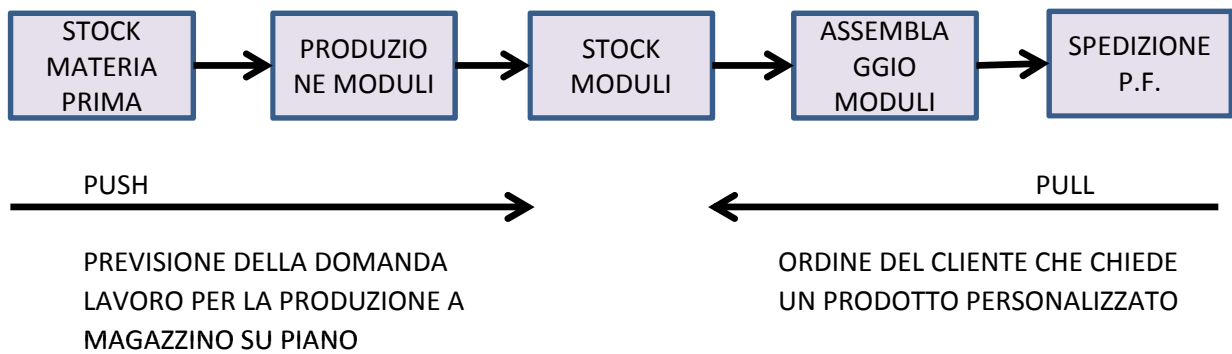 STOCK
MATERIA
PRIMA
PRODUZIO
NE MODULI
STOCK
MODULI
ASSEMBLA
GGIO
MODULI
SPEDIZIONE
P.F.
PUSH
PULL
PREVISIONE DELLA DOMANDA
LAVORO PER LA PRODUZIONE A
MAGAZZINO SU PIANO
ORDINE DEL CLIENTE CHE CHIEDE
UN PRODOTTO PERSONALIZZATO